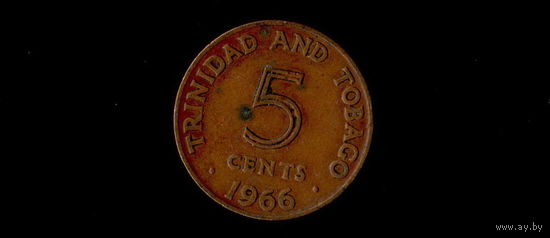 TRINIDAD AND TOBAGO
5
CENTS
· 1966 ·
www.ay.by